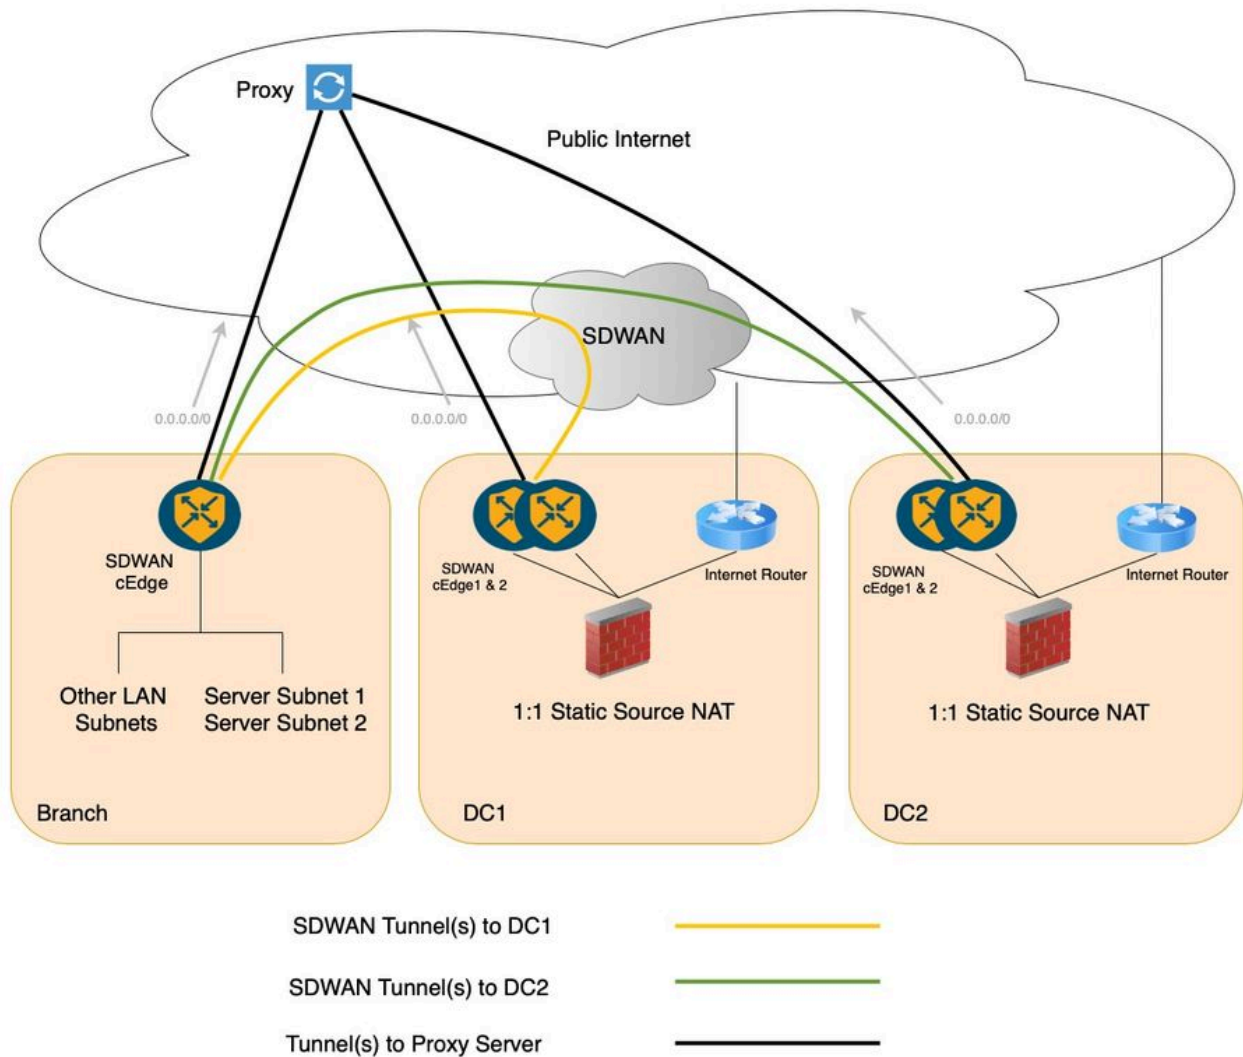 Proxy
Public Internet
SDWAN
0.0.0.0/0
0.0.0.0/0
0.0.0.0/0
SDWAN
cEdge
SDWAN
cEdge1 & 2
Internet Router
SDWAN
cEdge1 & 2
Internet Router
Other LAN
Subnets
Server Subnet 1
Server Subnet 2
1:1 Static Source NAT
1:1 Static Source NAT
Branch
DC1
DC2
SDWAN Tunnel(s) to DC1
SDWAN Tunnel(s) to DC2
Tunnel(s) to Proxy Server